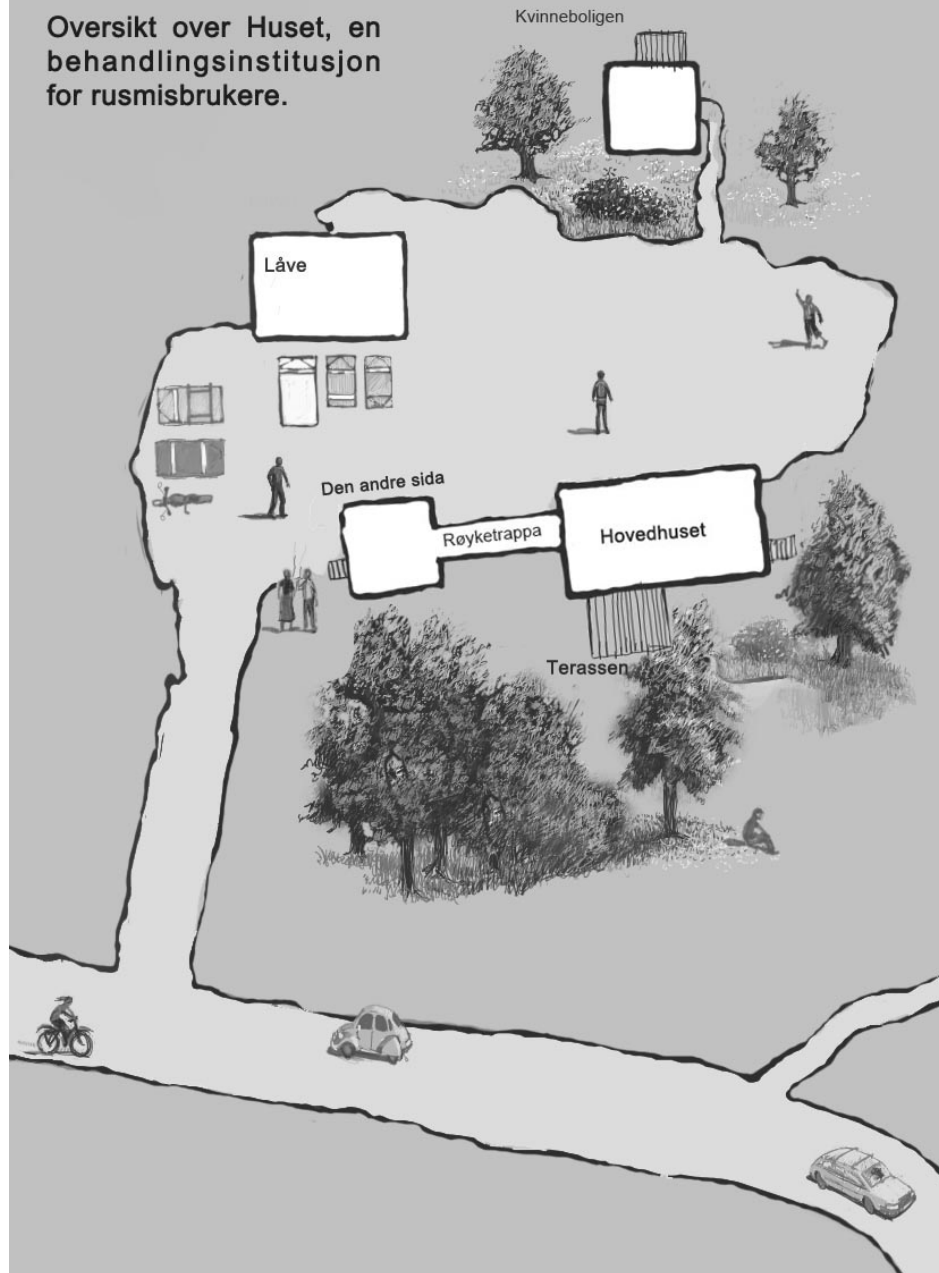 Oversikt over Huset, en
behandlingsinstitusjon
for rusmisbrukere.
Kvinneboligen
Låve
Den andre sida
Røyketrappa
Hovedhuset
Terassen